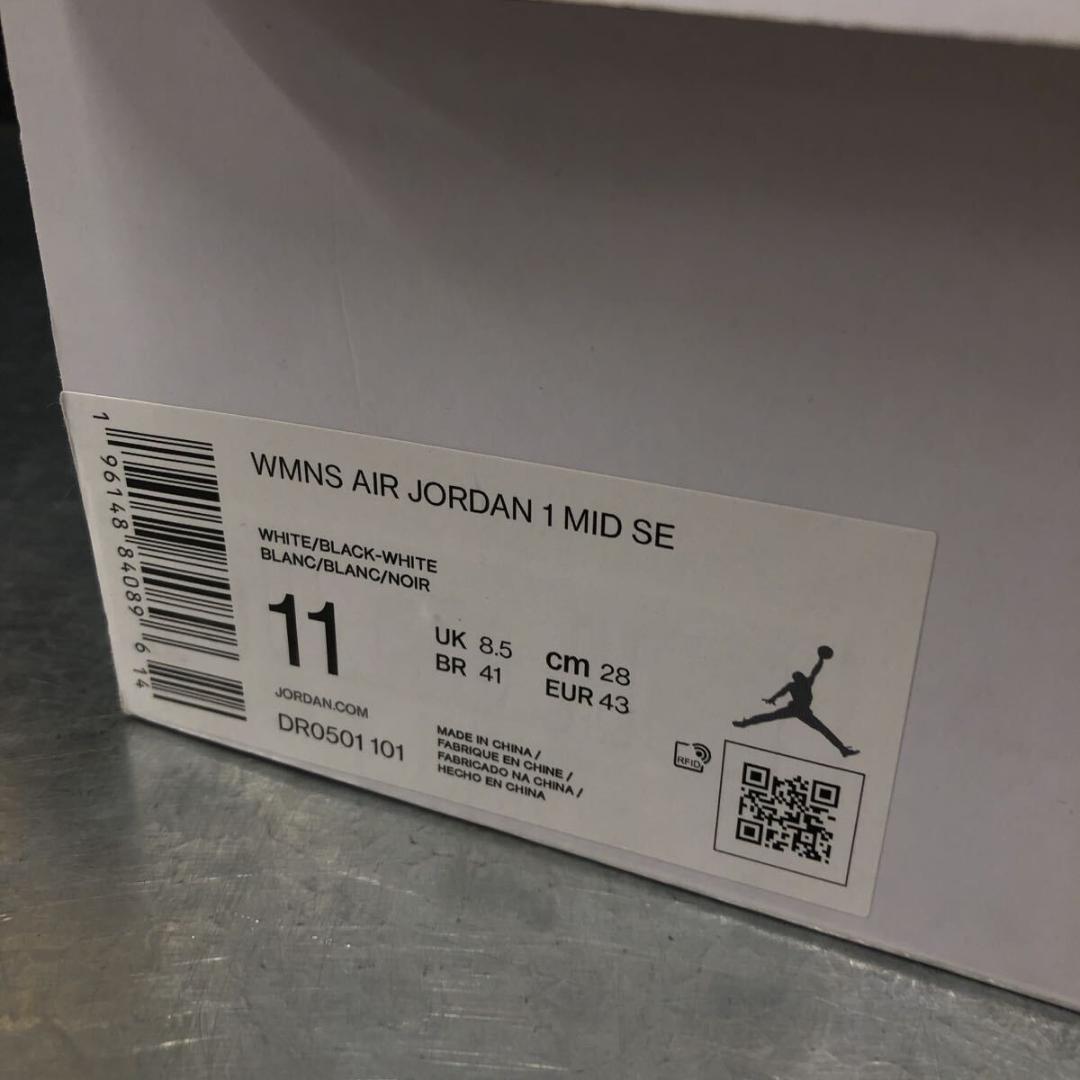 WMNS AIR JORDAN 1 MID SE
WHITE/BLACK-WHITE
BLANC/BLANC/NOIR
11
UK 8.5
BR 41
cm 28
EUR 43
JORDAN.COM
DR0501 101
MADE IN CHINA /
FABRIQUE EN CHINE /
FABRICADO NA CHINA /
HECHO EN CHINA
RFID
1 96148 84089 6 14